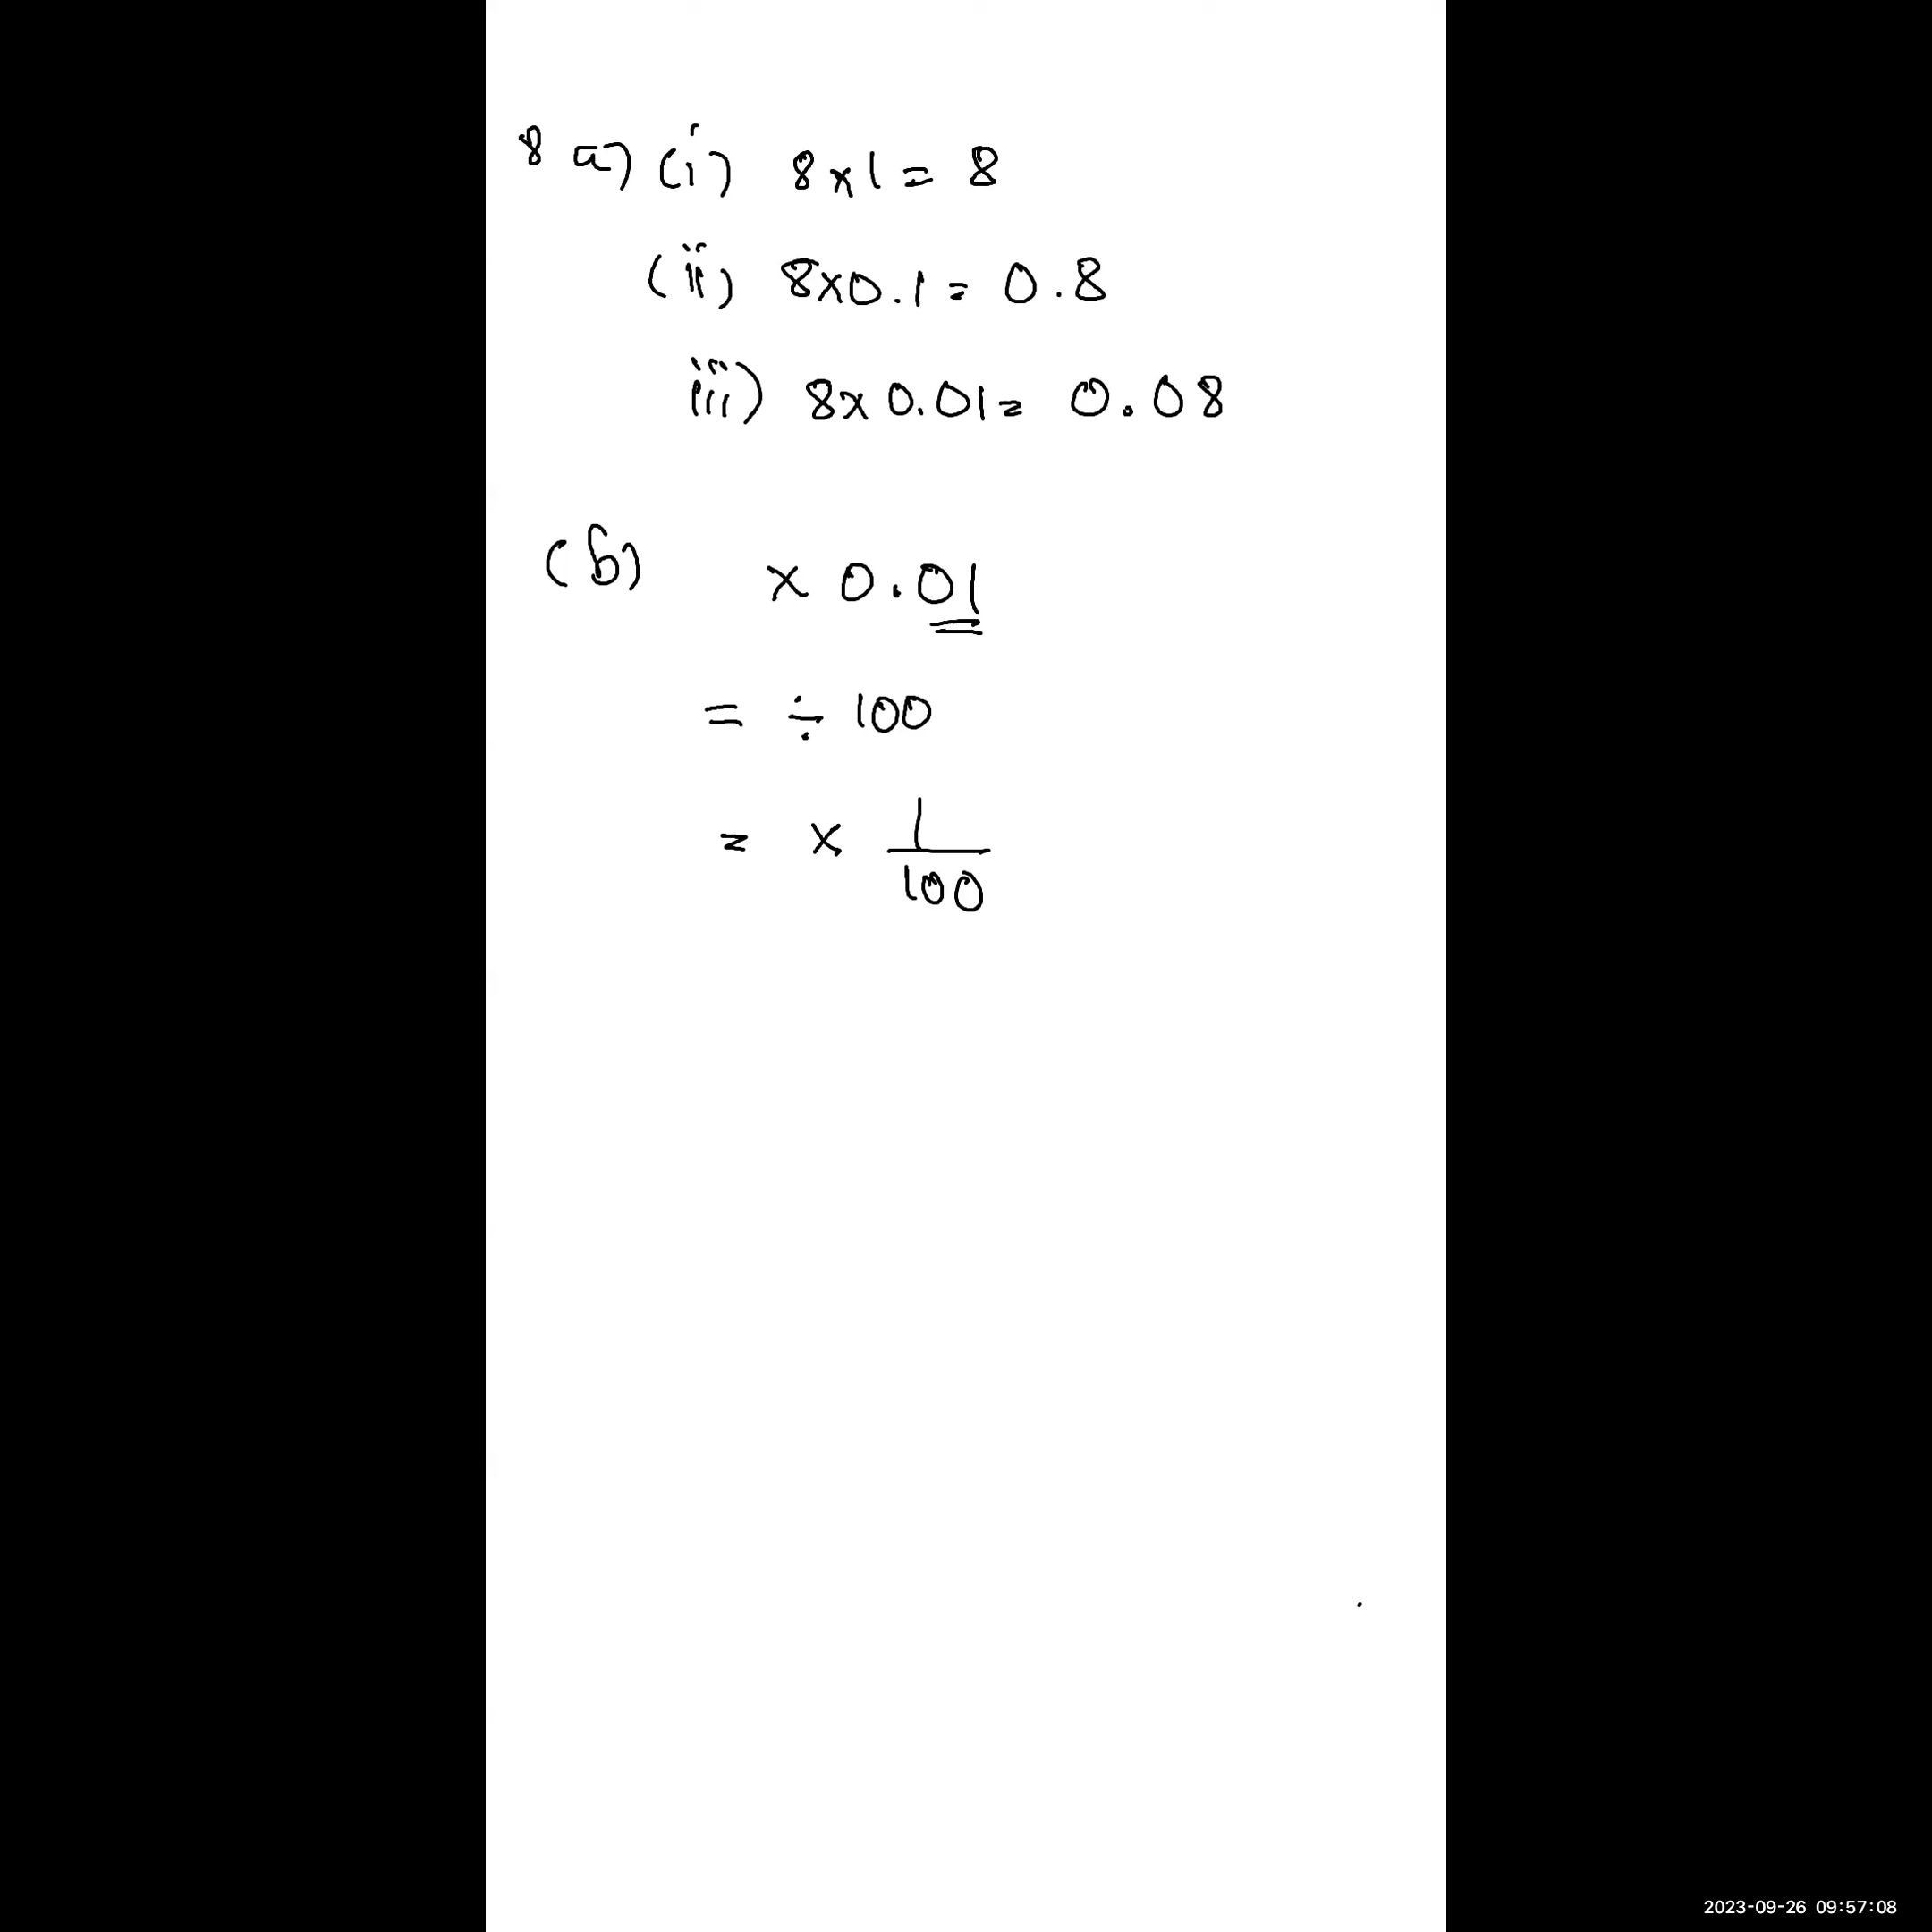 8 a) (i) 8x1 = 8
(ii) 8x0.1 = 0.8
iii) 8x0.01 = 0.08
(b) x 0.01
= ÷ 100
= x 1/100
2023-09-26 09:57:08